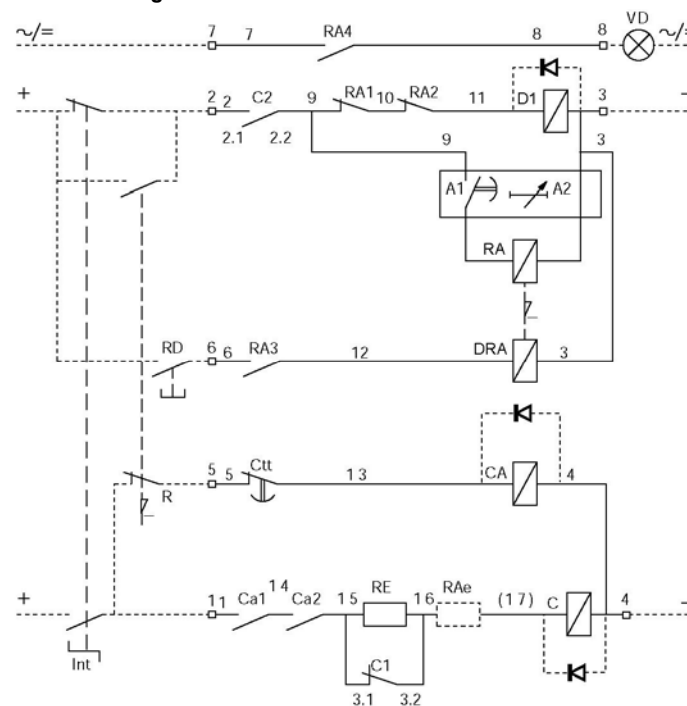 VD
~/= 7 7 RA4 8 8 ~/=
+ 2 2 C2 9 RA1 10 RA2 11 D1 3 -
2.1 2.2 9 3
A1 A2
RA
RD 6 6 RA3 12 DRA 3
R 5 5 Ctt 13 CA 4
+ 11 Ca1 14 Ca2 15 RE 16 RAe (17) C 4 -
Int C1
3.1 3.2